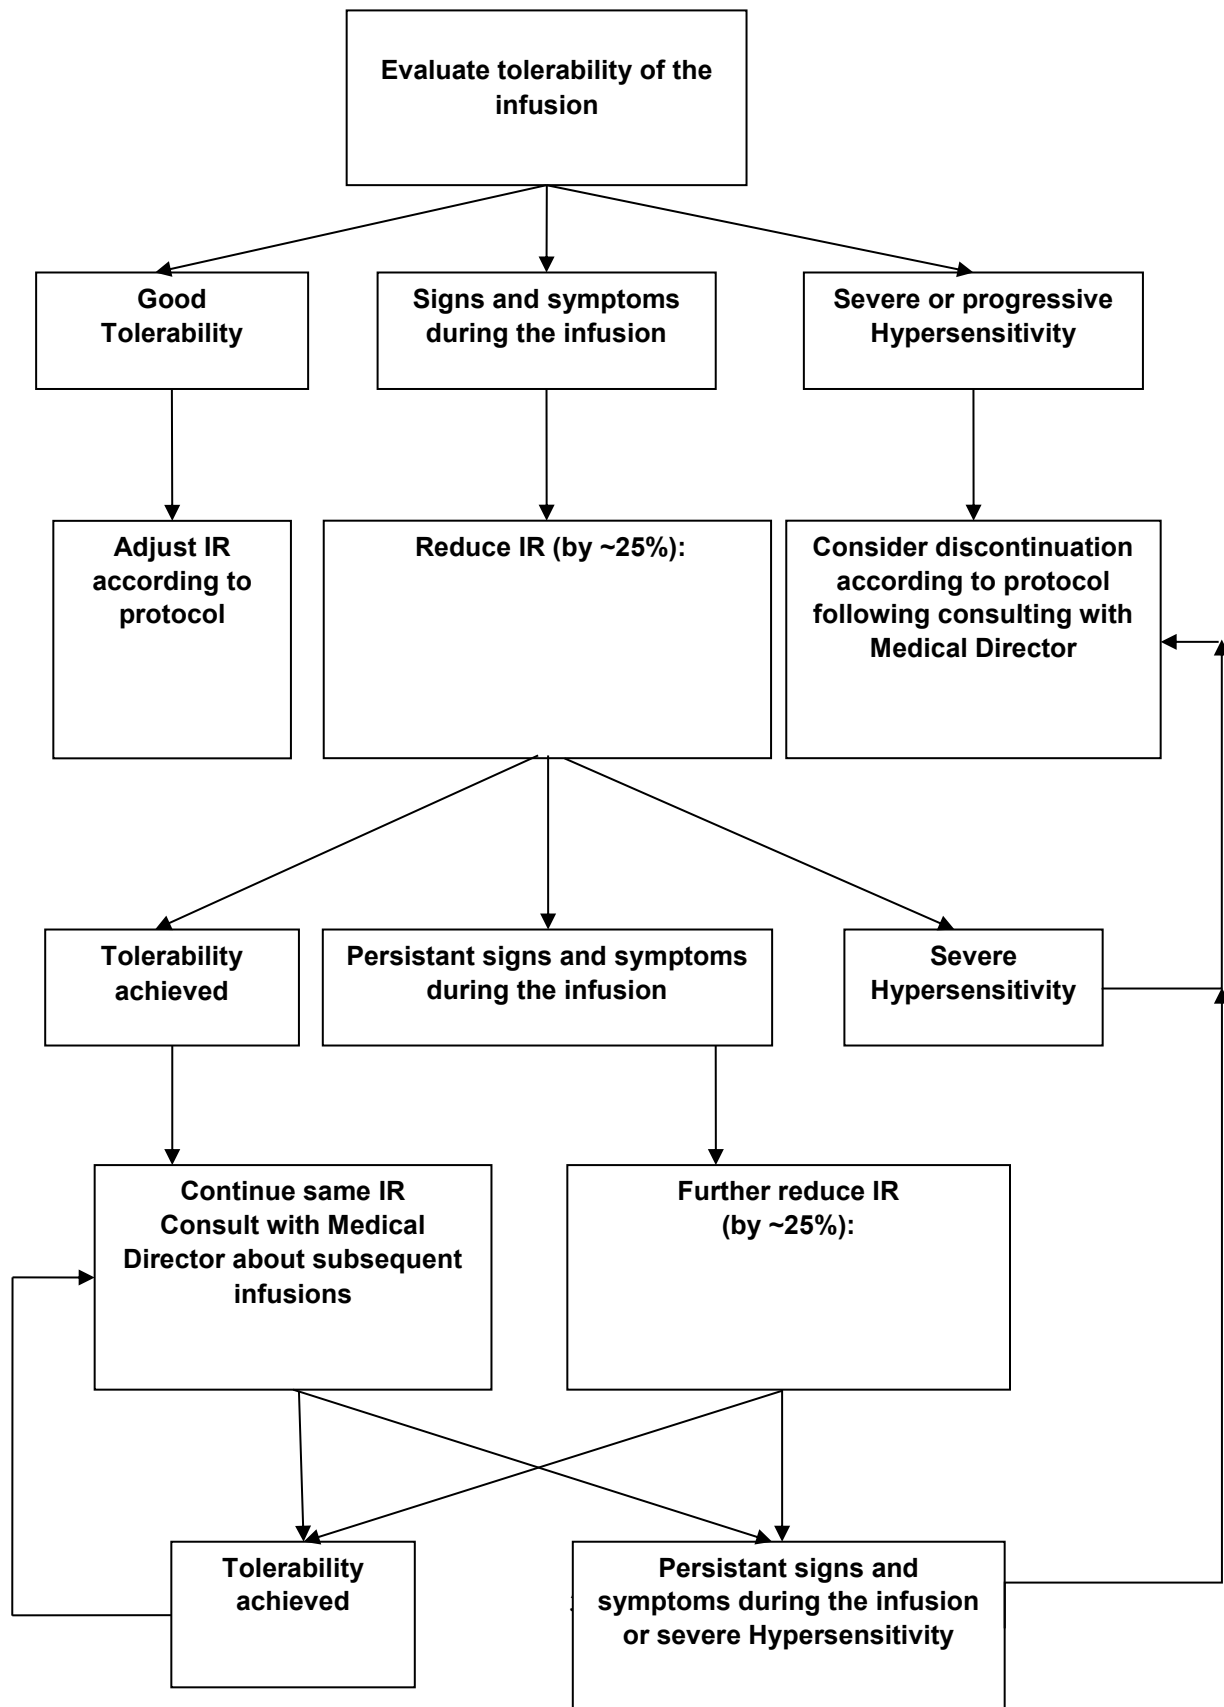 Evaluate tolerability of the
infusion
Good
Tolerability
Signs and symptoms
during the infusion
Severe or progressive
Hypersensitivity
Adjust IR
according to
protocol
Reduce IR (by ~25%):
Consider discontinuation
according to protocol
following consulting with
Medical Director
Tolerability
achieved
Persistant signs and symptoms
during the infusion
Severe
Hypersensitivity
Continue same IR
Consult with Medical
Director about subsequent
infusions
Further reduce IR
(by ~25%):
Tolerability
achieved
Persistant signs and
symptoms during the infusion
or severe Hypersensitivity